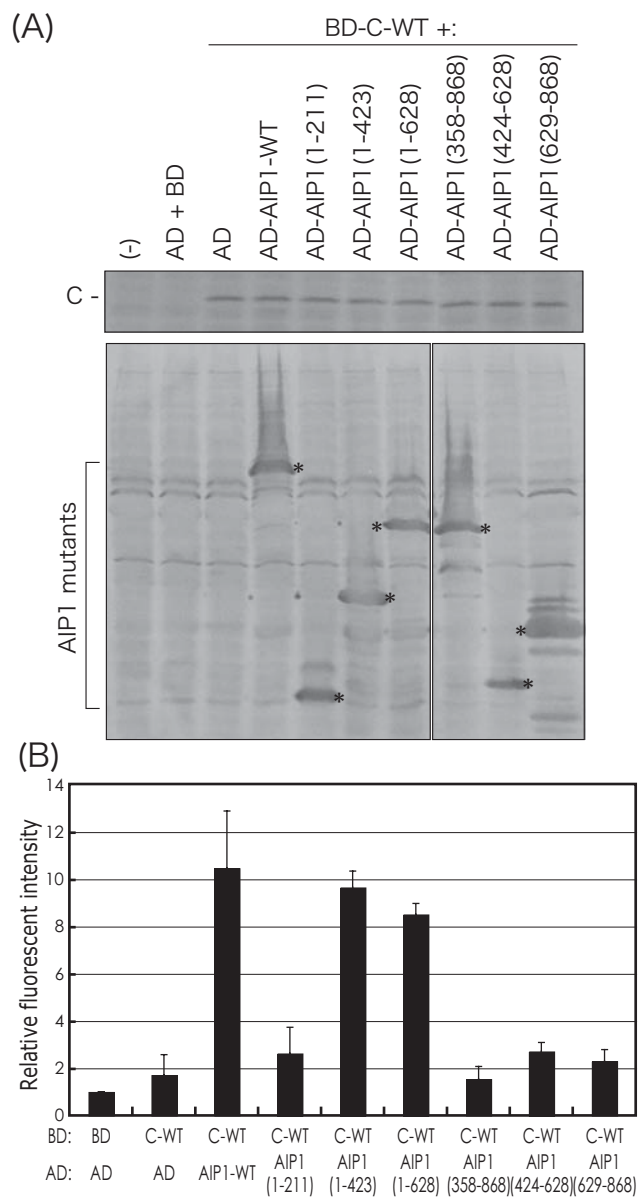 (A)
BD-C-WT +:
(-)
AD + BD
AD
AD-AIP1-WT
AD-AIP1(1-211)
AD-AIP1(1-423)
AD-AIP1(1-628)
AD-AIP1(358-868)
AD-AIP1(424-628)
AD-AIP1(629-868)
C -
AIP1 mutants
*
*
*
*
*
*
*
(B)
Relative fluorescent intensity
14
12
10
8
6
4
2
0
BD: BD C-WT C-WT C-WT C-WT C-WT C-WT C-WT C-WT
AD: AD AD AIP1-WT AIP1 (1-211) AIP1 (1-423) AIP1 (1-628) AIP1 (358-868) AIP1 (424-628) AIP1 (629-868)